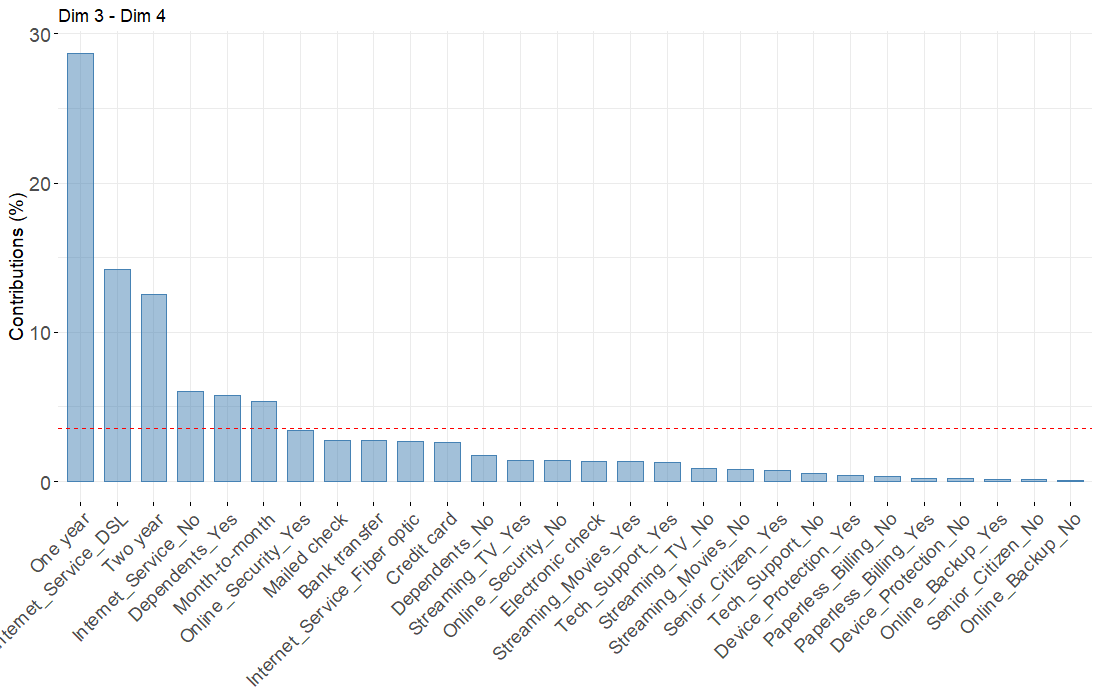 Dim 3 - Dim 4
Contributions (%)
30
20
10
0
One year
nternet_Service_DSL
Two year
Internet_Service_No
Dependents_Yes
Month-to-month
Online_Security_Yes
Mailed check
Bank transfer
Internet_Service_Fiber optic
Credit card
Dependents_No
Streaming_TV_Yes
Online_Security_No
Electronic check
Streaming_Movies_Yes
Tech_Support_Yes
Streaming_TV_No
Streaming_Movies_No
Senior_Citizen_Yes
Tech_Support_No
Device_Protection_Yes
Paperless_Billing_No
Paperless_Billing_Yes
Device_Protection_No
Online_Backup_Yes
Senior_Citizen_No
Online_Backup_No